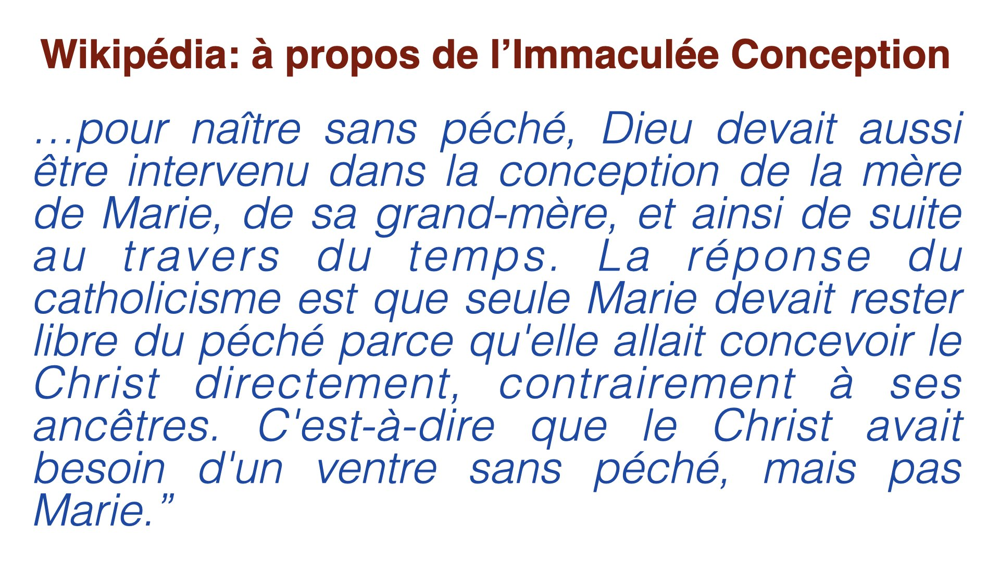 Wikipédia: à propos de l’Immaculée Conception
…pour naître sans péché, Dieu devait aussi
être intervenu dans la conception de la mère
de Marie, de sa grand-mère, et ainsi de suite
au travers du temps. La réponse du
catholicisme est que seule Marie devait rester
libre du péché parce qu'elle allait concevoir le
Christ directement, contrairement à ses
ancêtres. C'est-à-dire que le Christ avait
besoin d'un ventre sans péché, mais pas
Marie.”